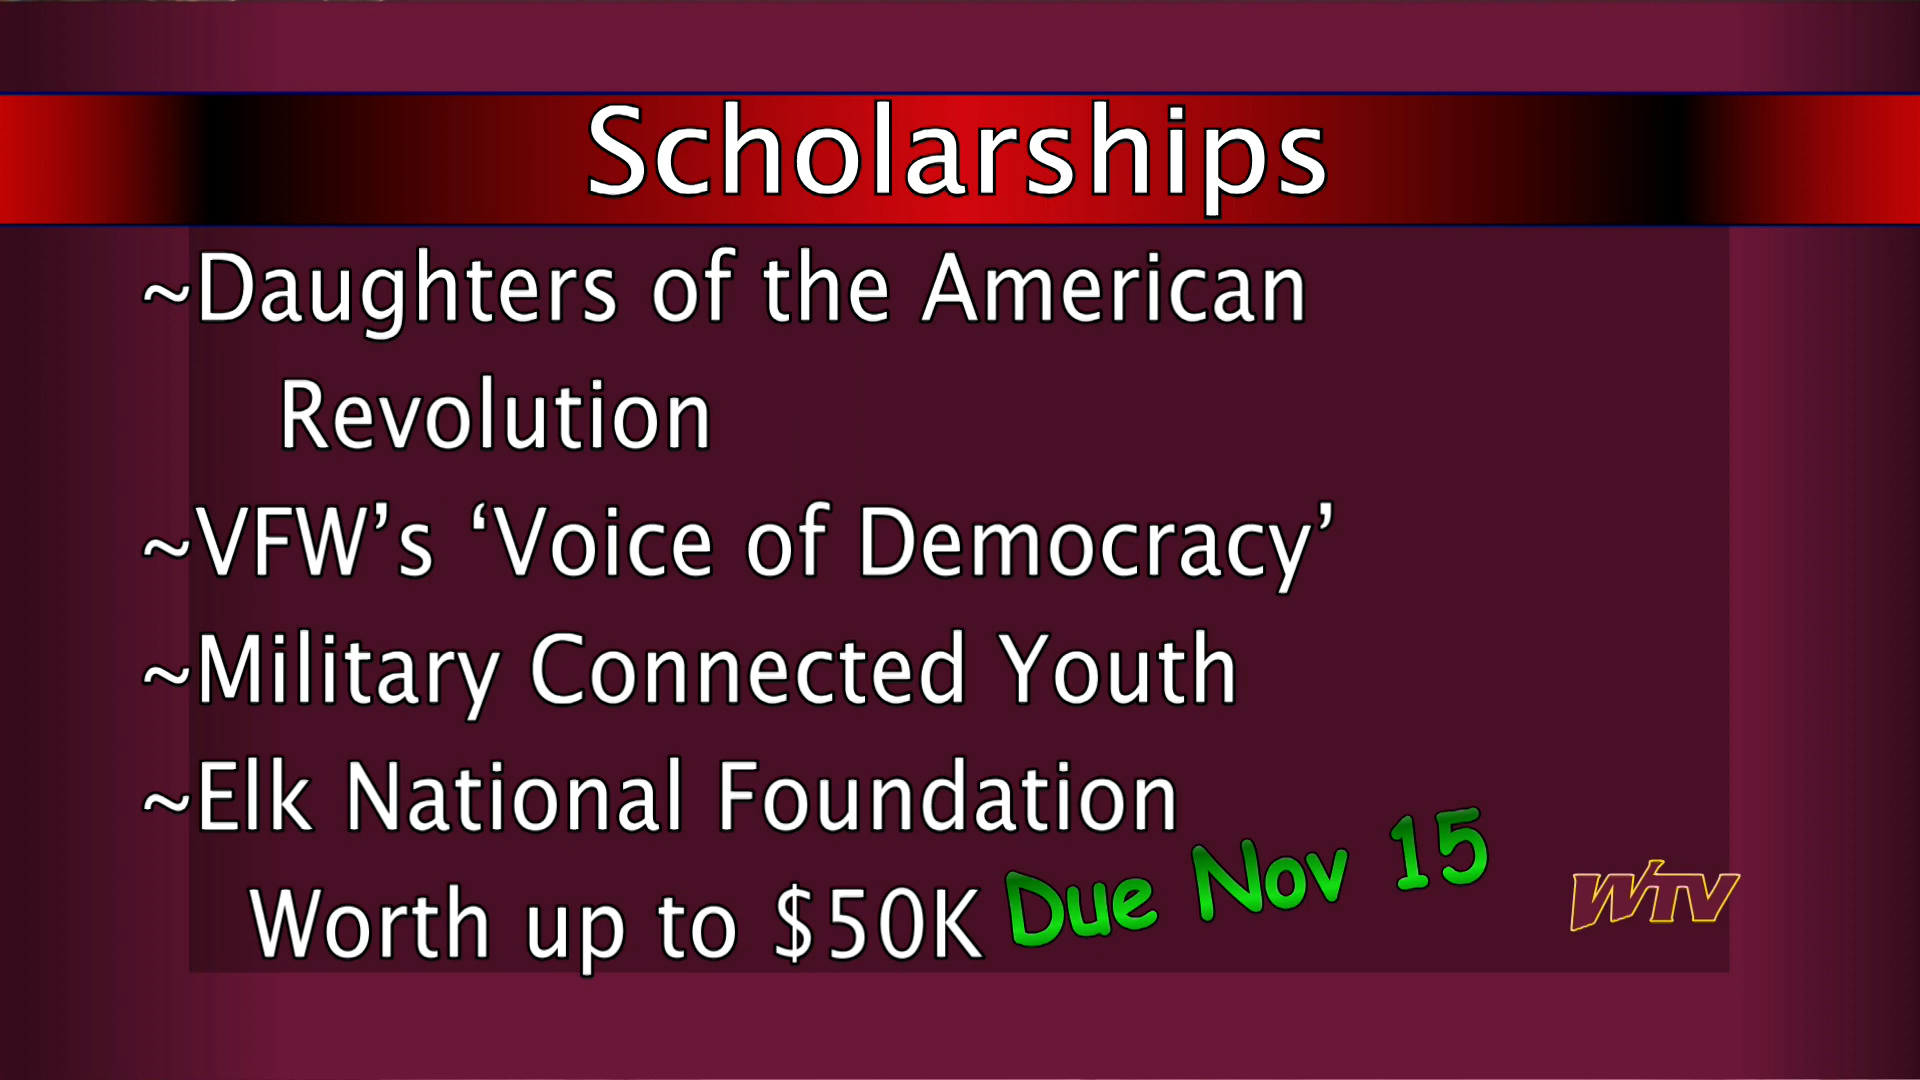 Scholarships
~Daughters of the American
Revolution
~VFW’s ‘Voice of Democracy’
~Military Connected Youth
~Elk National Foundation
Worth up to $50K
Due Nov 15
WTV